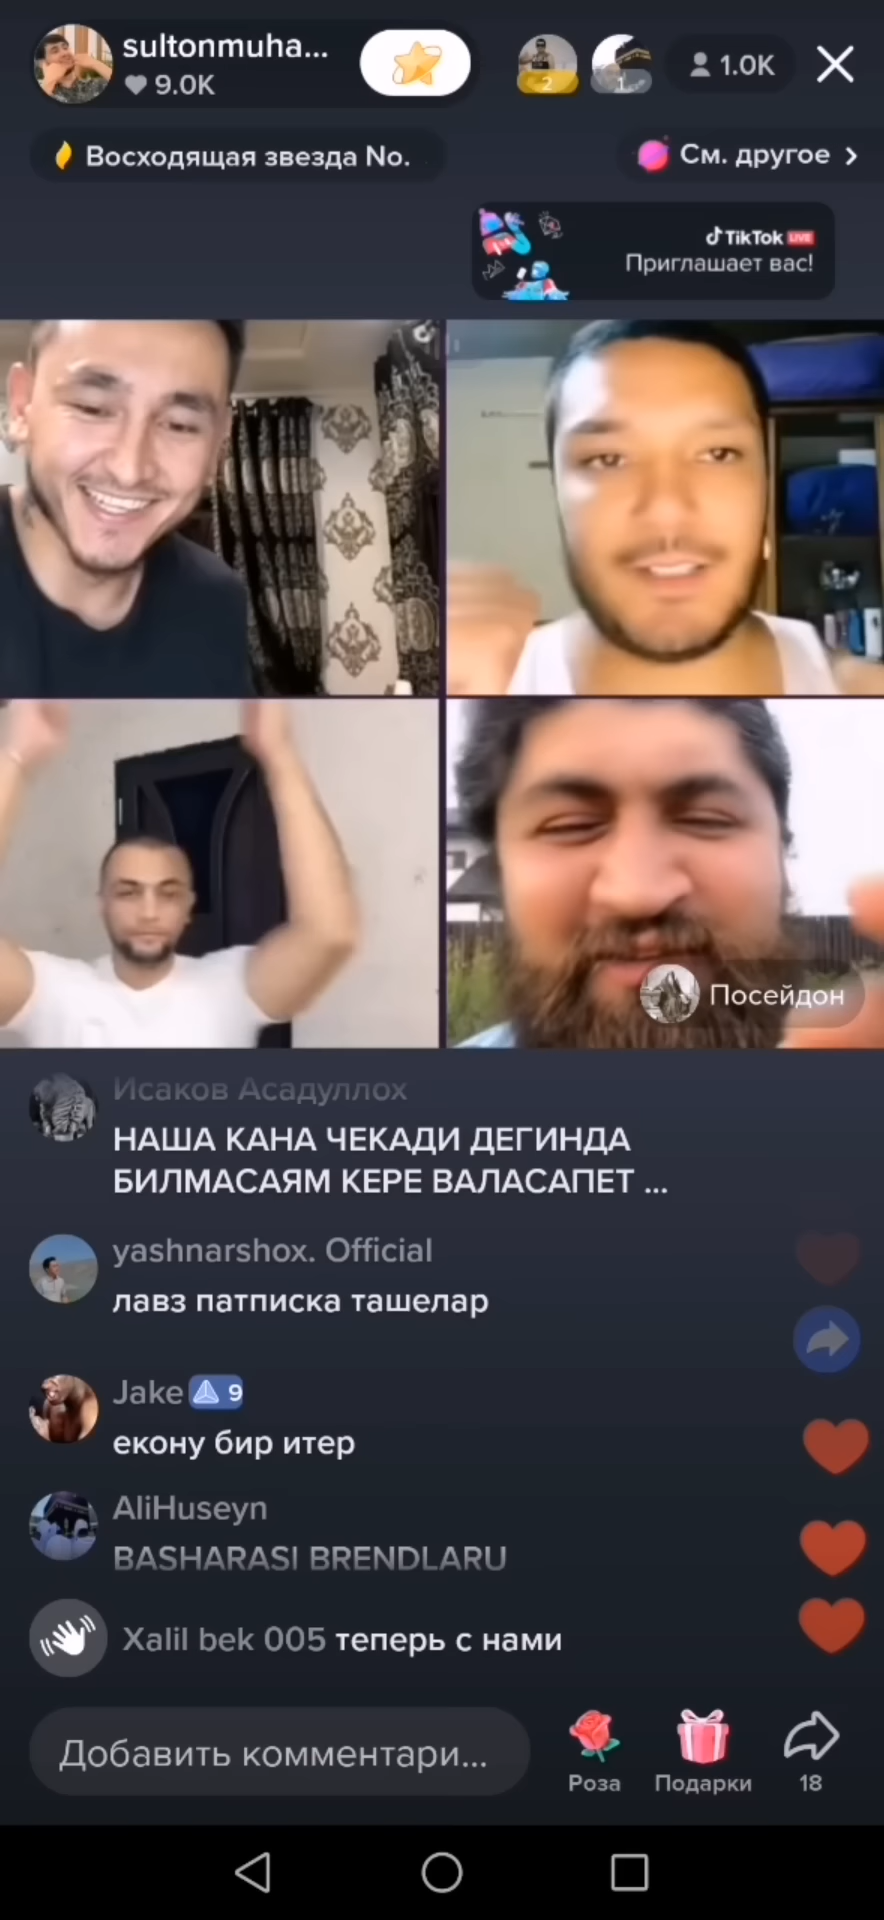 sultonmuha...
9.0K
2
1
1.0K
Восходящая звезда No.
См. другое
TikTok LIVE
Приглашает вас!
Посейдон
Исаков Асадуллох
НАША КАНА ЧЕКАДИ ДЕГИНДА
БИЛМАСАЯМ КЕРЕ ВАЛАСАПЕТ ...
yashnarshox. Official
лавз патписка ташелар
Jake 9
екону бир итер
AliHuseyn
BASHARASI BRENDLARU
Xalil bek 005 теперь с нами
Добавить комментари...
Роза
Подарки
18